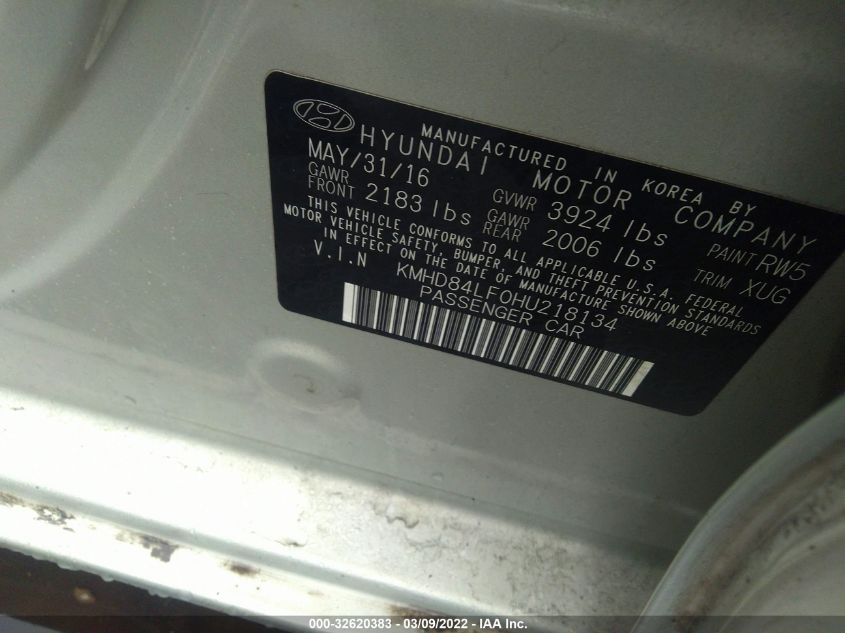 MANUFACTURED IN KOREA BY
HYUNDAI MOTOR COMPANY
MAY/31/16 GVWR 3924 lbs PAINT RW5
GAWR FRONT 2183 lbs GAWR REAR 2006 lbs TRIM XUG
THIS VEHICLE CONFORMS TO ALL APPLICABLE U.S.A. FEDERAL
MOTOR VEHICLE SAFETY, BUMPER, AND THEFT PREVENTION STANDARDS
IN EFFECT ON THE DATE OF MANUFACTURE SHOWN ABOVE
V.I.N KMHD84LF0HU218134
PASSENGER CAR
000-32620383 - 03/09/2022 - IAA Inc.